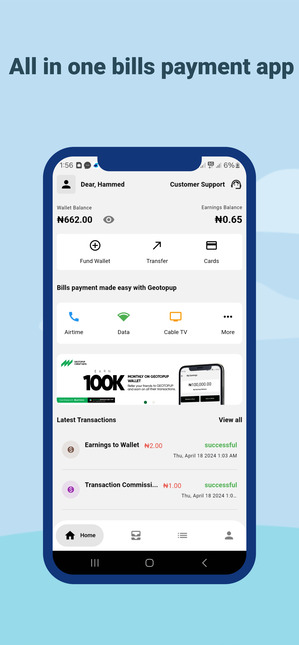 All in one bills payment app
1:56
6%
Dear, Hammed
Customer Support
Wallet Balance
Earnings Balance
₦662.00
₦0.65
Fund Wallet
Transfer
Cards
Bills payment made easy with Geotopup
Airtime
Data
Cable TV
More
EARN
100K
MONTHLY ON GEOTOPUP
WALLET
₦100,000.00
Latest Transactions
View all
Earnings to Wallet
₦2.00
successful
Thu, April 18 2024 1:03 AM
Transaction Commissi...
₦1.00
successful
Thu, April 18 2024 1:0..
Home